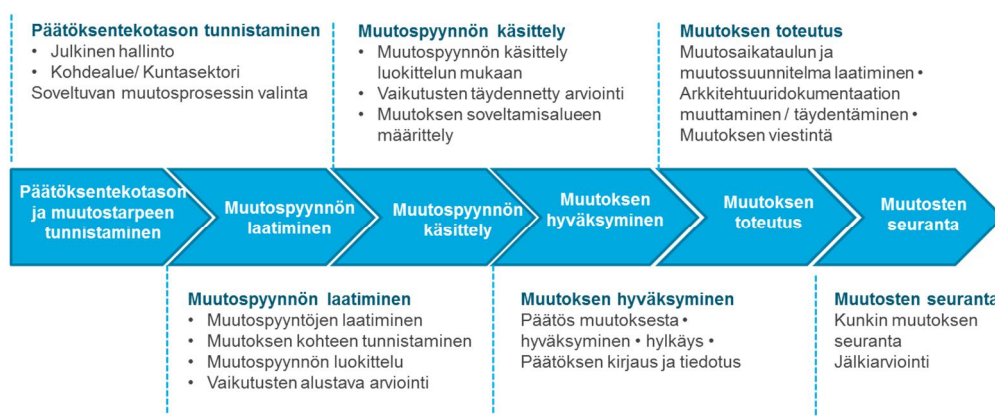 Päätöksentekotason tunnistaminen
• Julkinen hallinto
• Kohdealue/ Kuntasektori
Soveltuvan muutosprosessin valinta
Muutospyynnön käsittely
• Muutospyynnön käsittely
luokittelun mukaan
• Vaikutusten täydennetty arviointi
• Muutoksen soveltamisalueen
määrittely
Muutoksen toteutus
Muutosaikataulun ja
muutossuunnitelma laatiminen •
Arkkitehtuuridokumentaation
muuttaminen / täydentäminen •
Muutoksen viestintä
Päätöksentekotason
ja muutostarpeen
tunnistaminen
Muutospyynnön
laatiminen
Muutospyynnön
käsittely
Muutoksen
hyväksyminen
Muutoksen
toteutus
Muutosten
seuranta
Muutospyynnön laatiminen
• Muutospyyntöjen laatiminen
• Muutoksen kohteen tunnistaminen
• Muutospyynnön luokittelu
• Vaikutusten alustava arviointi
Muutoksen hyväksyminen
Päätös muutoksesta •
hyväksyminen • hylkäys •
Päätöksen kirjaus ja tiedotus
Muutosten seuranta
Kunkin muutoksen
seuranta
Jälkiarviointi